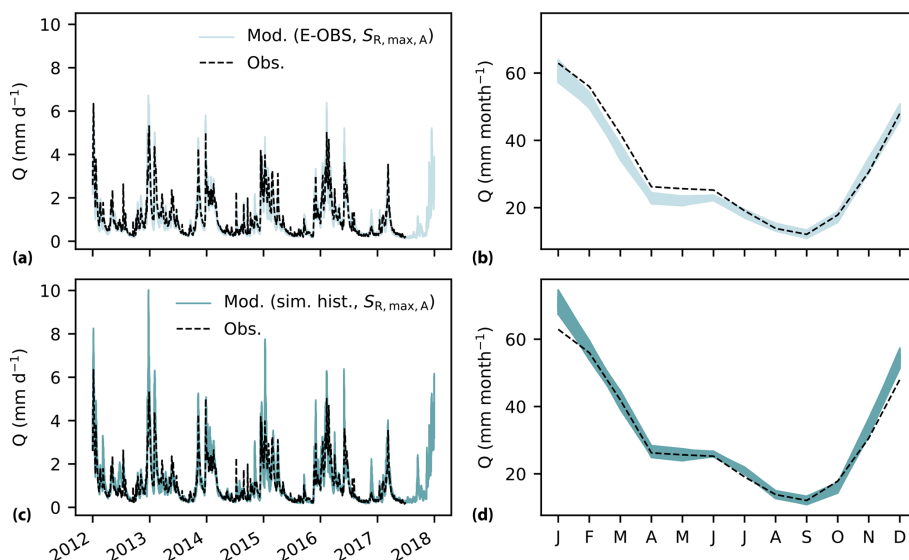 10
8
6
4
2
0
Q (mm d⁻¹)
Mod. (E-OBS, S_R,max,A)
Obs.
(a)
60
40
20
Q (mm month⁻¹)
(b)
10
8
6
4
2
0
Q (mm d⁻¹)
Mod. (sim. hist., S_R,max,A)
Obs.
(c)
2012 2013 2014 2015 2016 2017 2018
60
40
20
Q (mm month⁻¹)
(d)
J F M A M J J A S O N D